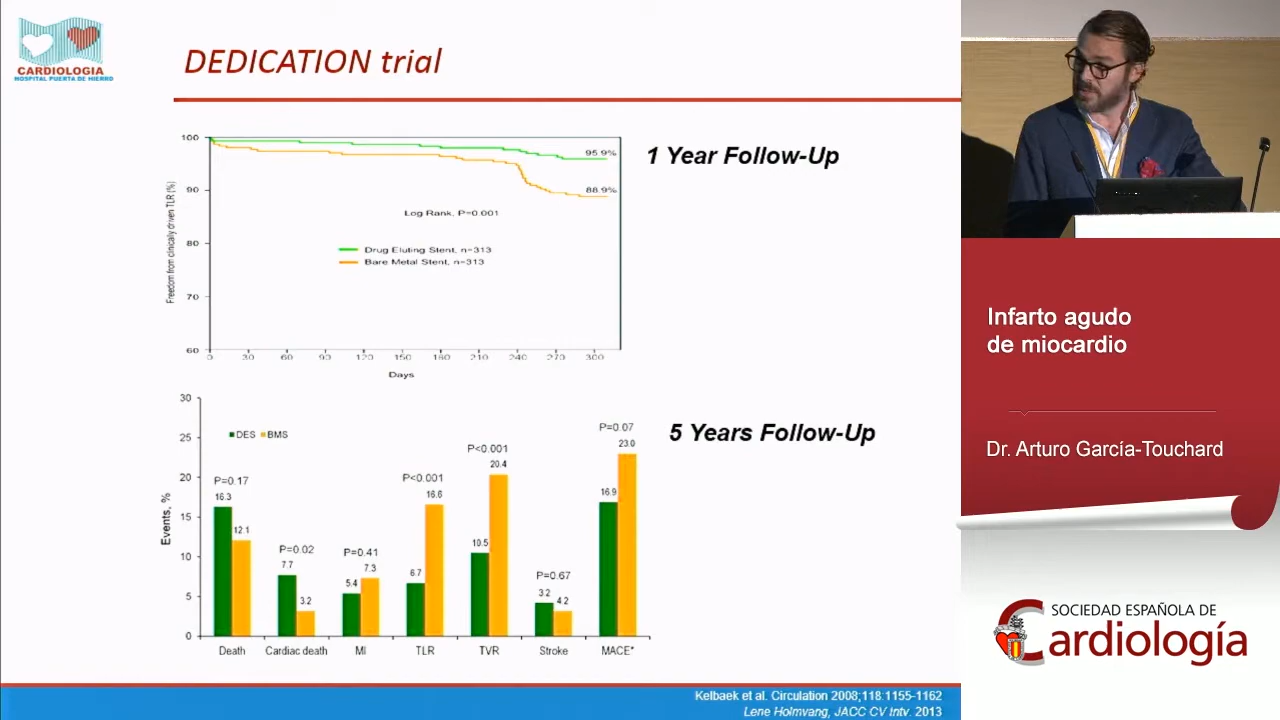 CARDIOLOGIA
HOSPITAL PUERTA DE HIERRO
DEDICATION trial
1 Year Follow-Up
Freedom from clinicaly driven TLR (%)
100
90
80
70
60
95.9%
88.9%
Log Rank, P=0.001
Drug Eluting Stent, n=313
Bare Metal Stent, n=313
0 30 60 90 120 150 180 210 240 270 300
Days
5 Years Follow-Up
Events, %
30
25
20
15
10
5
0
DES BMS
P=0.17
16.3
12.1
P=0.02
7.7
3.2
P=0.41
5.4
7.3
P<0.001
6.7
16.6
P<0.001
10.5
20.4
P=0.67
3.2
4.2
P=0.07
16.9
23.0
Death Cardiac death MI TLR TVR Stroke MACE*
Kelbaek et al. Circulation 2008;118:1155-1162
Lene Holmvang, JACC CV Intv. 2013
Infarto agudo
de miocardio
Dr. Arturo García-Touchard
SOCIEDAD ESPAÑOLA DE
Cardiología